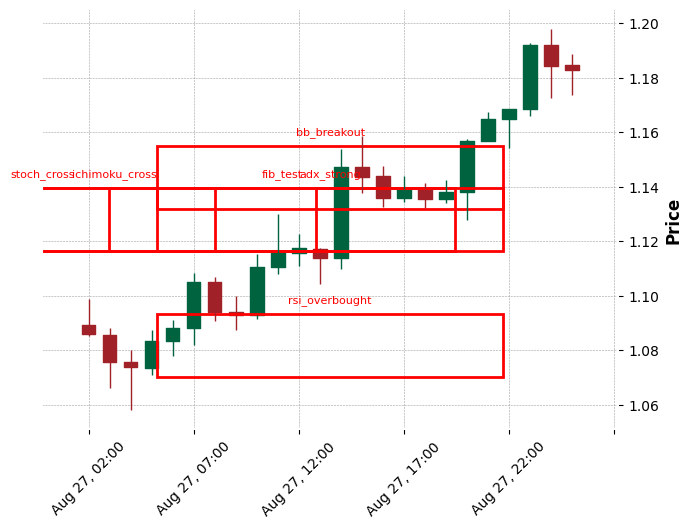 1.20
1.18
1.16
bb_breakout
stoch_cross
ichimoku_cross
fib_test
adx_strong
1.14
1.12
Price
1.10
rsi_overbought
1.08
1.06
Aug 27, 02:00
Aug 27, 07:00
Aug 27, 12:00
Aug 27, 17:00
Aug 27, 22:00